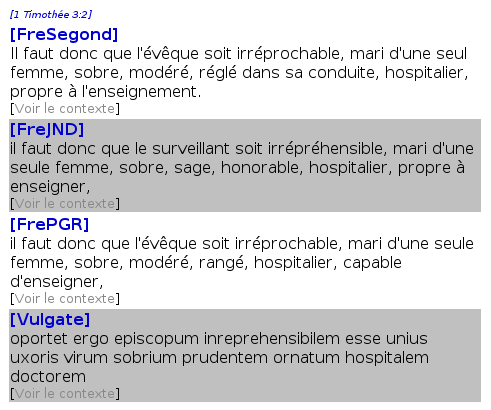 [1 Timothée 3:2]
[FreSegond]
Il faut donc que l'évêque soit irréprochable, mari d'une seul
femme, sobre, modéré, réglé dans sa conduite, hospitalier,
propre à l'enseignement.
[Voir le contexte]
[FreJND]
il faut donc que le surveillant soit irrépréhensible, mari d'une
seule femme, sobre, sage, honorable, hospitalier, propre à
enseigner,
[Voir le contexte]
[FrePGR]
il faut donc que l'évêque soit irréprochable, mari d'une seule
femme, sobre, modéré, rangé, hospitalier, capable
d'enseigner,
[Voir le contexte]
[Vulgate]
oportet ergo episcopum inreprehensibilem esse unius
uxoris virum sobrium prudentem ornatum hospitalem
doctorem
[Voir le contexte]